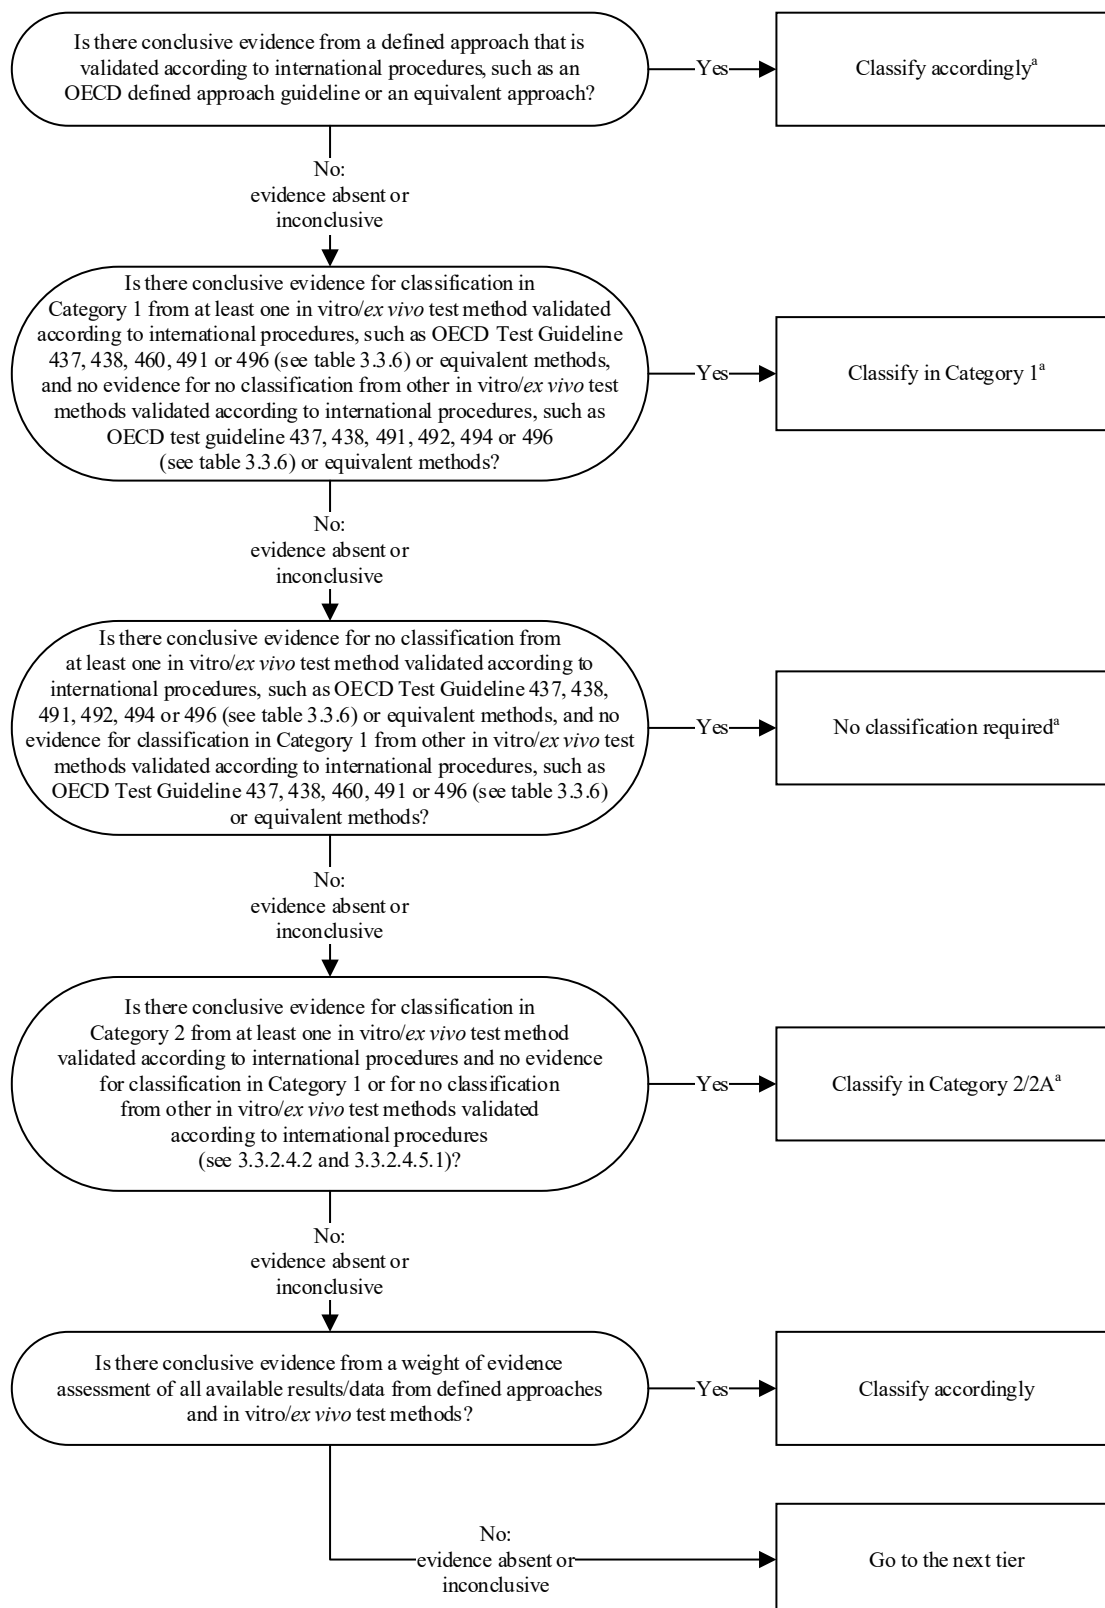 Is there conclusive evidence from a defined approach that is
validated according to international procedures, such as an
OECD defined approach guideline or an equivalent approach?
Yes
Classify accordinglyᵃ
No:
evidence absent or
inconclusive
Is there conclusive evidence for classification in
Category 1 from at least one in vitro/ex vivo test method validated
according to international procedures, such as OECD Test Guideline
437, 438, 460, 491 or 496 (see table 3.3.6) or equivalent methods,
and no evidence for no classification from other in vitro/ex vivo test
methods validated according to international procedures, such as
OECD test guideline 437, 438, 491, 492, 494 or 496
(see table 3.3.6) or equivalent methods?
Yes
Classify in Category 1ᵃ
No:
evidence absent or
inconclusive
Is there conclusive evidence for no classification from
at least one in vitro/ex vivo test method validated according to
international procedures, such as OECD Test Guideline 437, 438,
491, 492, 494 or 496 (see table 3.3.6) or equivalent methods, and no
evidence for classification in Category 1 from other in vitro/ex vivo test
methods validated according to international procedures, such as
OECD Test Guideline 437, 438, 460, 491 or 496 (see table 3.3.6)
or equivalent methods?
Yes
No classification requiredᵃ
No:
evidence absent or
inconclusive
Is there conclusive evidence for classification in
Category 2 from at least one in vitro/ex vivo test method
validated according to international procedures and no evidence
for classification in Category 1 or for no classification
from other in vitro/ex vivo test methods validated
according to international procedures
(see 3.3.2.4.2 and 3.3.2.4.5.1)?
Yes
Classify in Category 2/2Aᵃ
No:
evidence absent or
inconclusive
Is there conclusive evidence from a weight of evidence
assessment of all available results/data from defined approaches
and in vitro/ex vivo test methods?
Yes
Classify accordingly
No:
evidence absent or
inconclusive
Go to the next tier